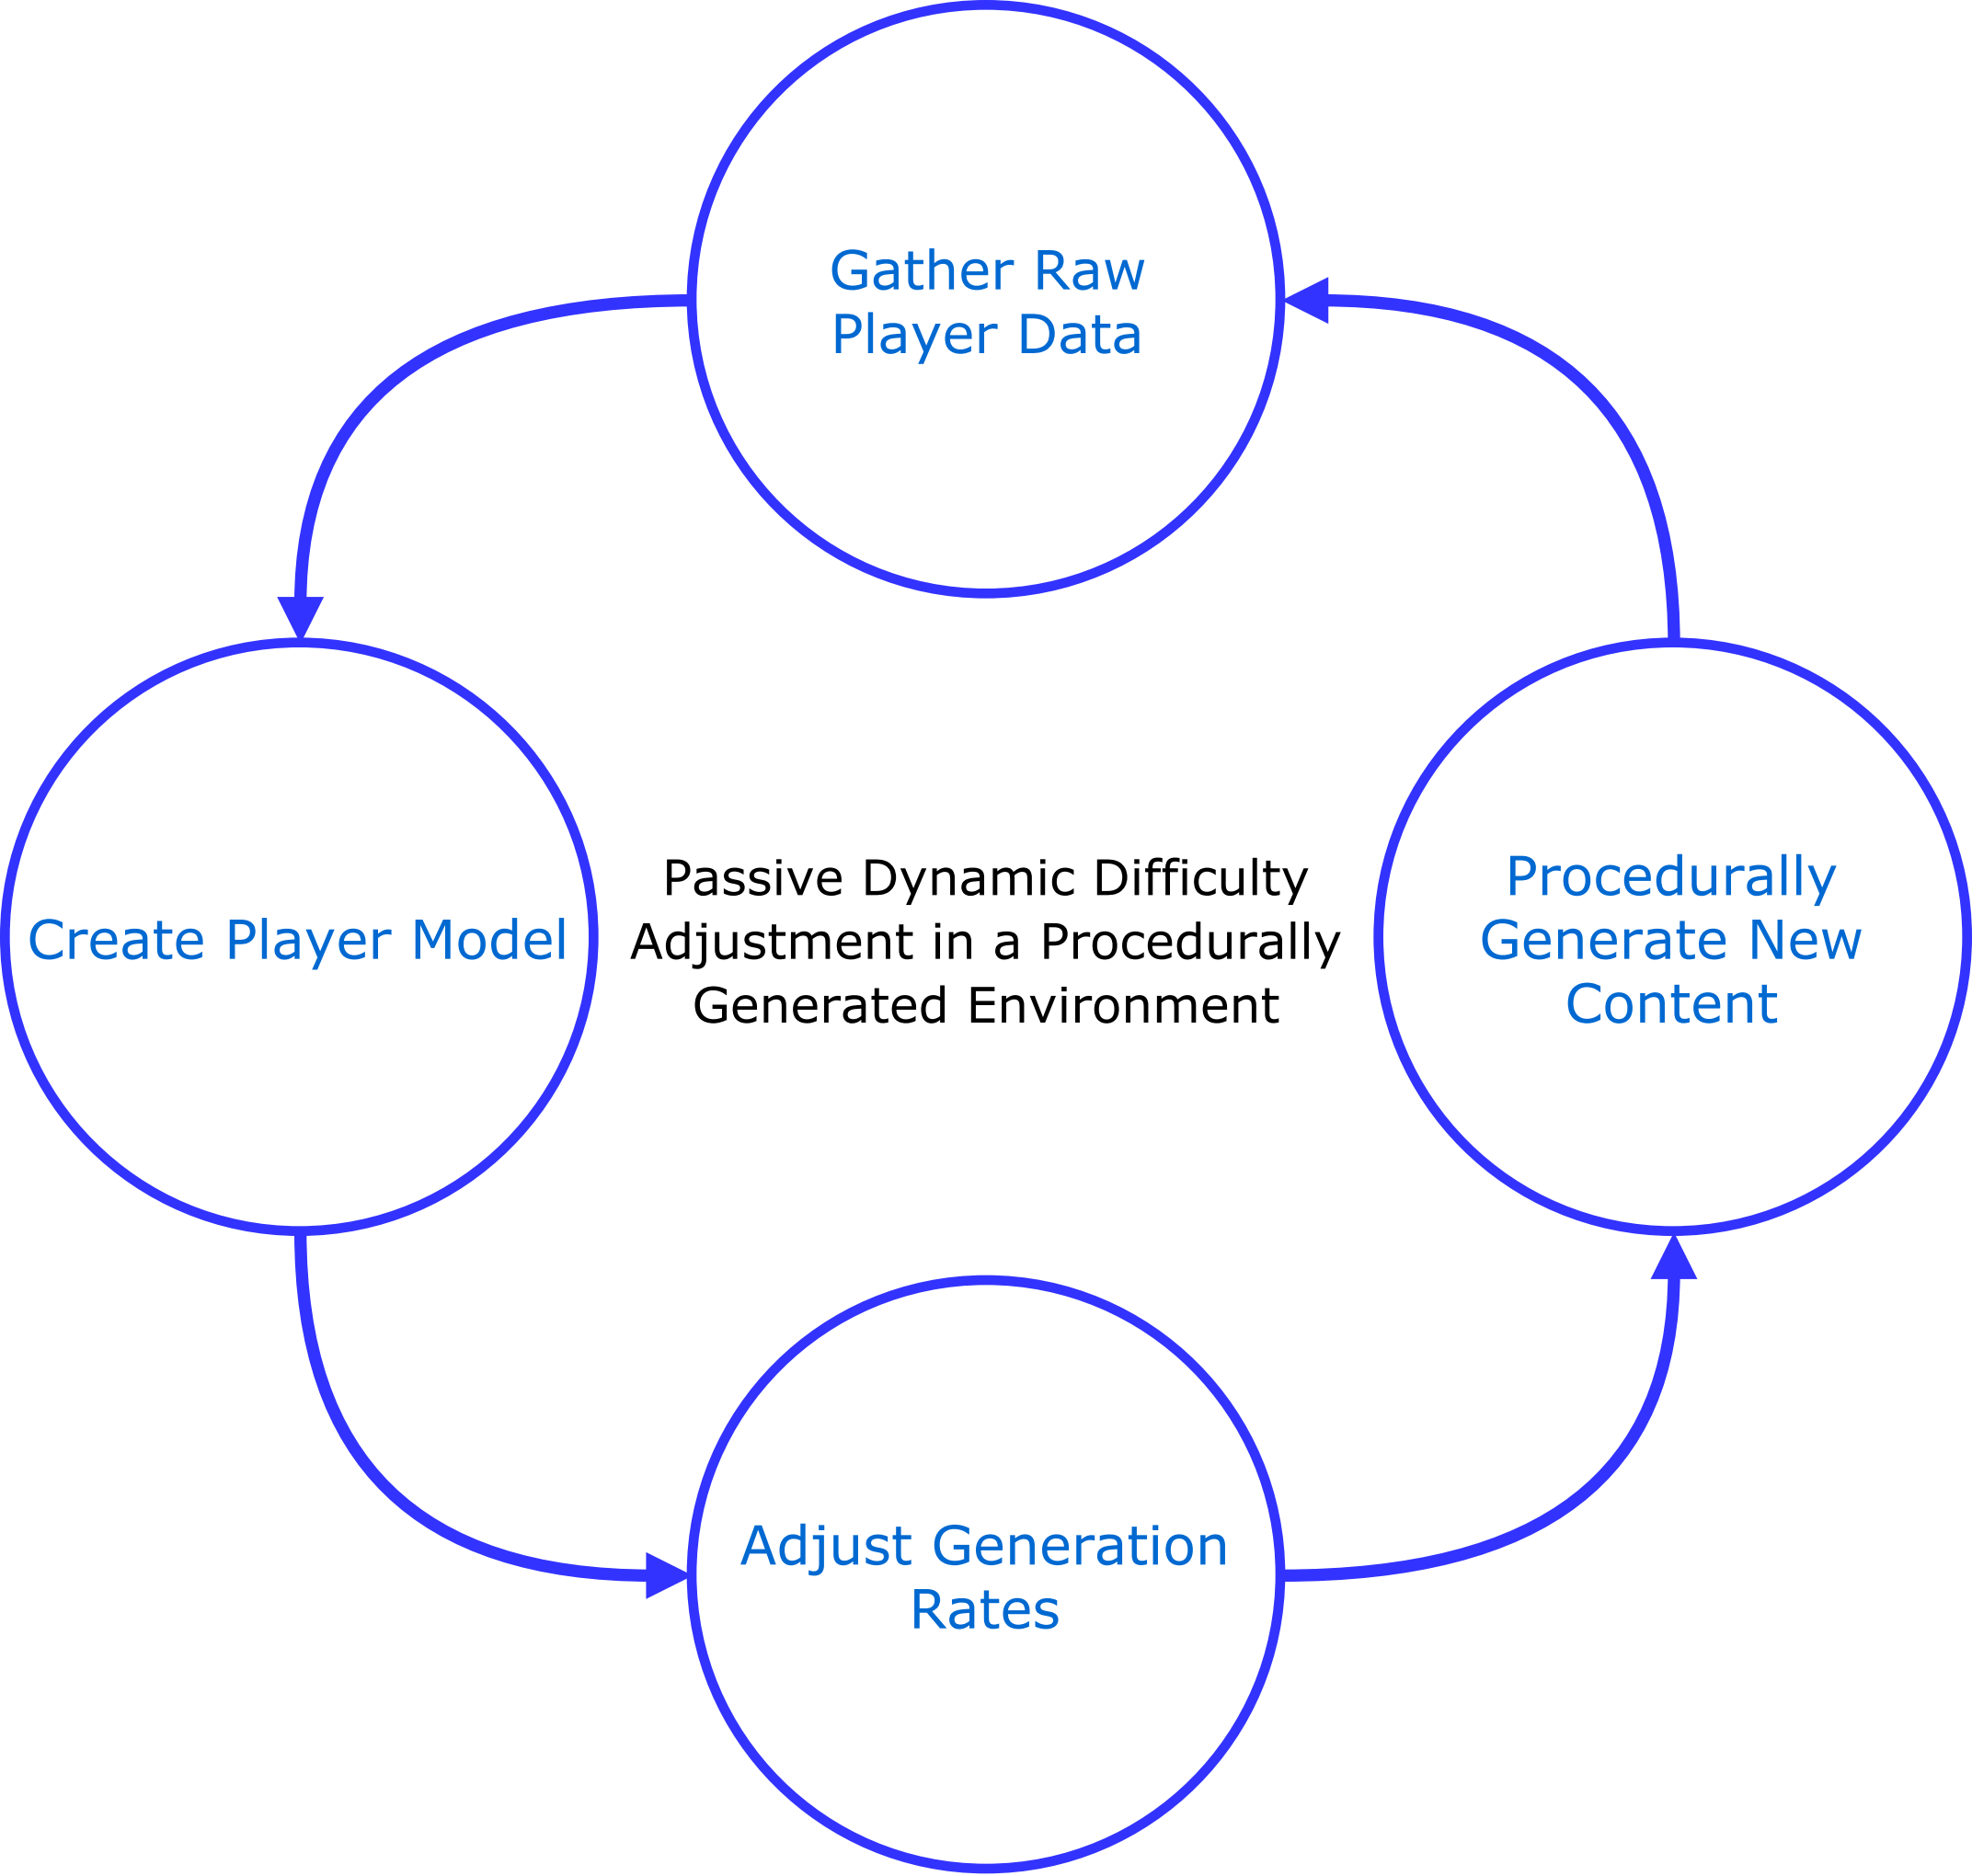 Gather Raw
Player Data
Create Player Model
Passive Dynamic Difficulty
Adjustment in a Procedurally
Generated Environment
Procedurally
Generate New
Content
Adjust Generation
Rates